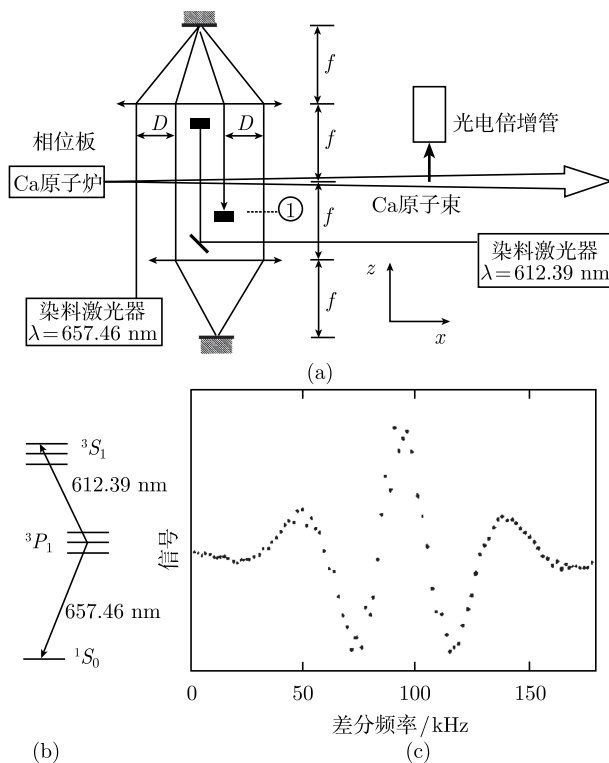 f
D
D
f
光电倍增管
相位板
Ca原子炉
Ca原子束
①
f
染料激光器
λ=612.39 nm
z
染料激光器
λ=657.46 nm
f
x
(a)
³S₁
612.39 nm
³P₁
657.46 nm
¹S₀
(b)
信号
0
50
100
150
差分频率/kHz
(c)